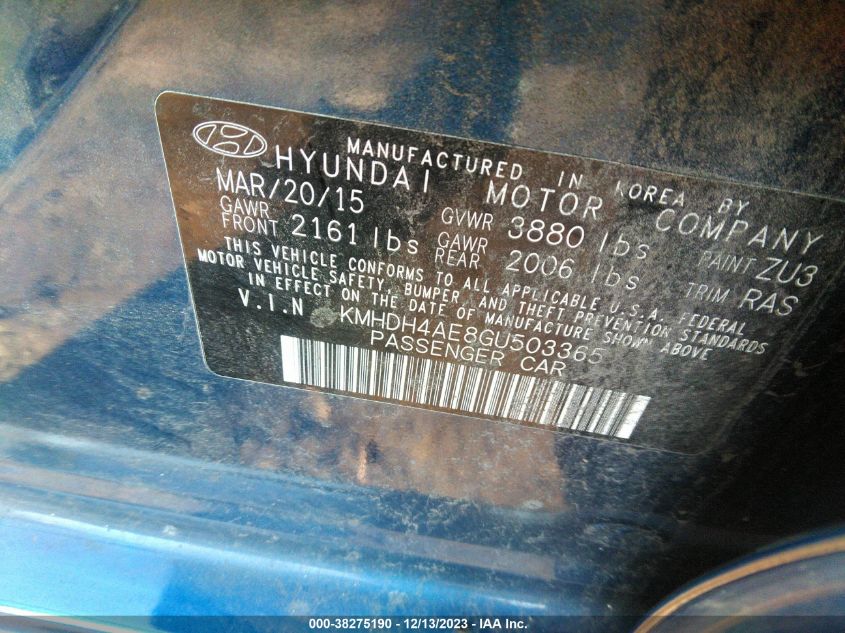 MANUFACTURED IN KOREA BY
HYUNDAI MOTOR COMPANY
MAR/20/15 GVWR 3880 lbs PAINT ZU3
GAWR FRONT 2161 lbs GAWR REAR 2006 lbs TRIM RAS
THIS VEHICLE CONFORMS TO ALL APPLICABLE U.S.A. FEDERAL
MOTOR VEHICLE SAFETY, BUMPER, AND THEFT PREVENTION STANDARDS
IN EFFECT ON THE DATE OF MANUFACTURE SHOWN ABOVE
V.I.N KMHDH4AE8GU503365
PASSENGER CAR
000-38275190 - 12/13/2023 - IAA Inc.